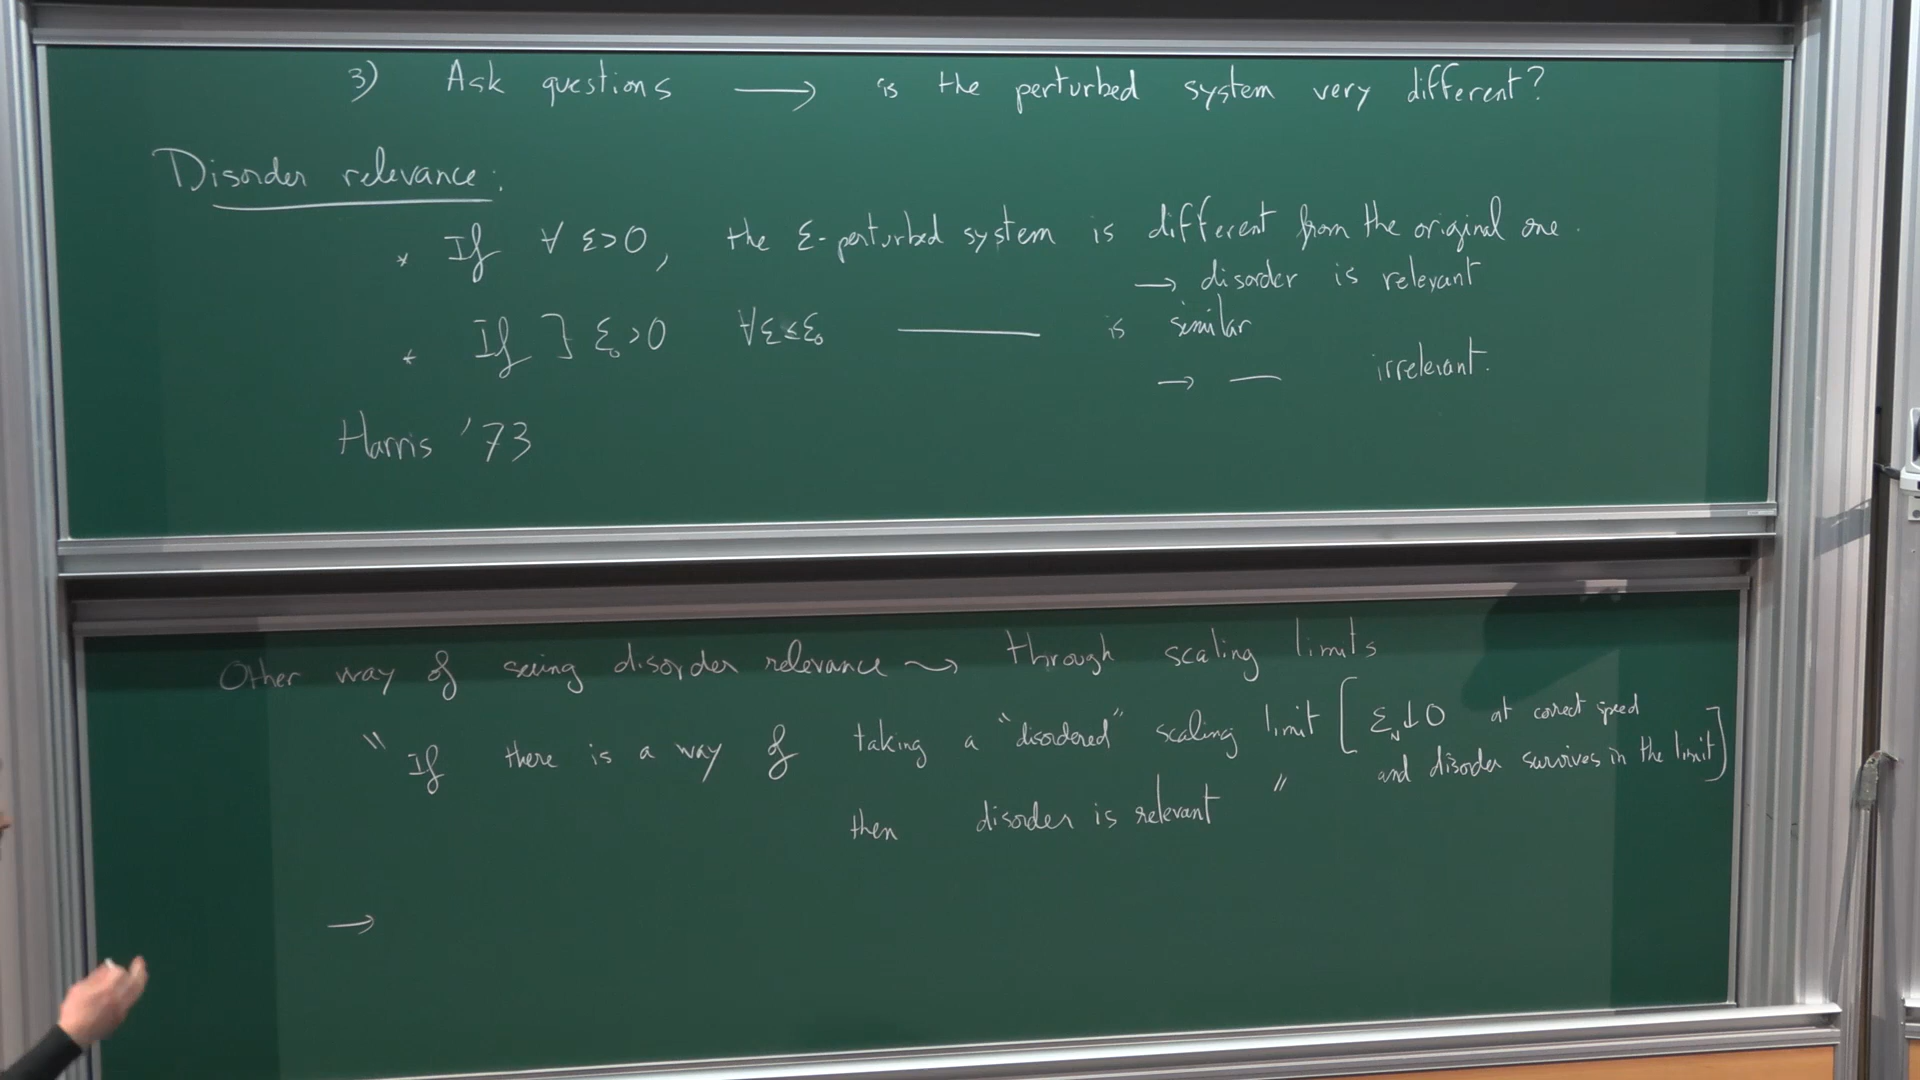 3) Ask questions → is the perturbed system very different?
Disorder relevance:
* If ∀ ε>0, the ε-perturbed system is different from the original one.
→ disorder is relevant
* If ∃ ε₀>0 ∀ε≤ε₀ ——— is similar
→ — irrelevant.
Harris '73
Other way of seeing disorder relevance ⇝ through scaling limits
"If there is a way of taking a "disordered" scaling limit [ε_N↓0 at correct speed
and disorder survives in the limit]
then disorder is relevant"
→